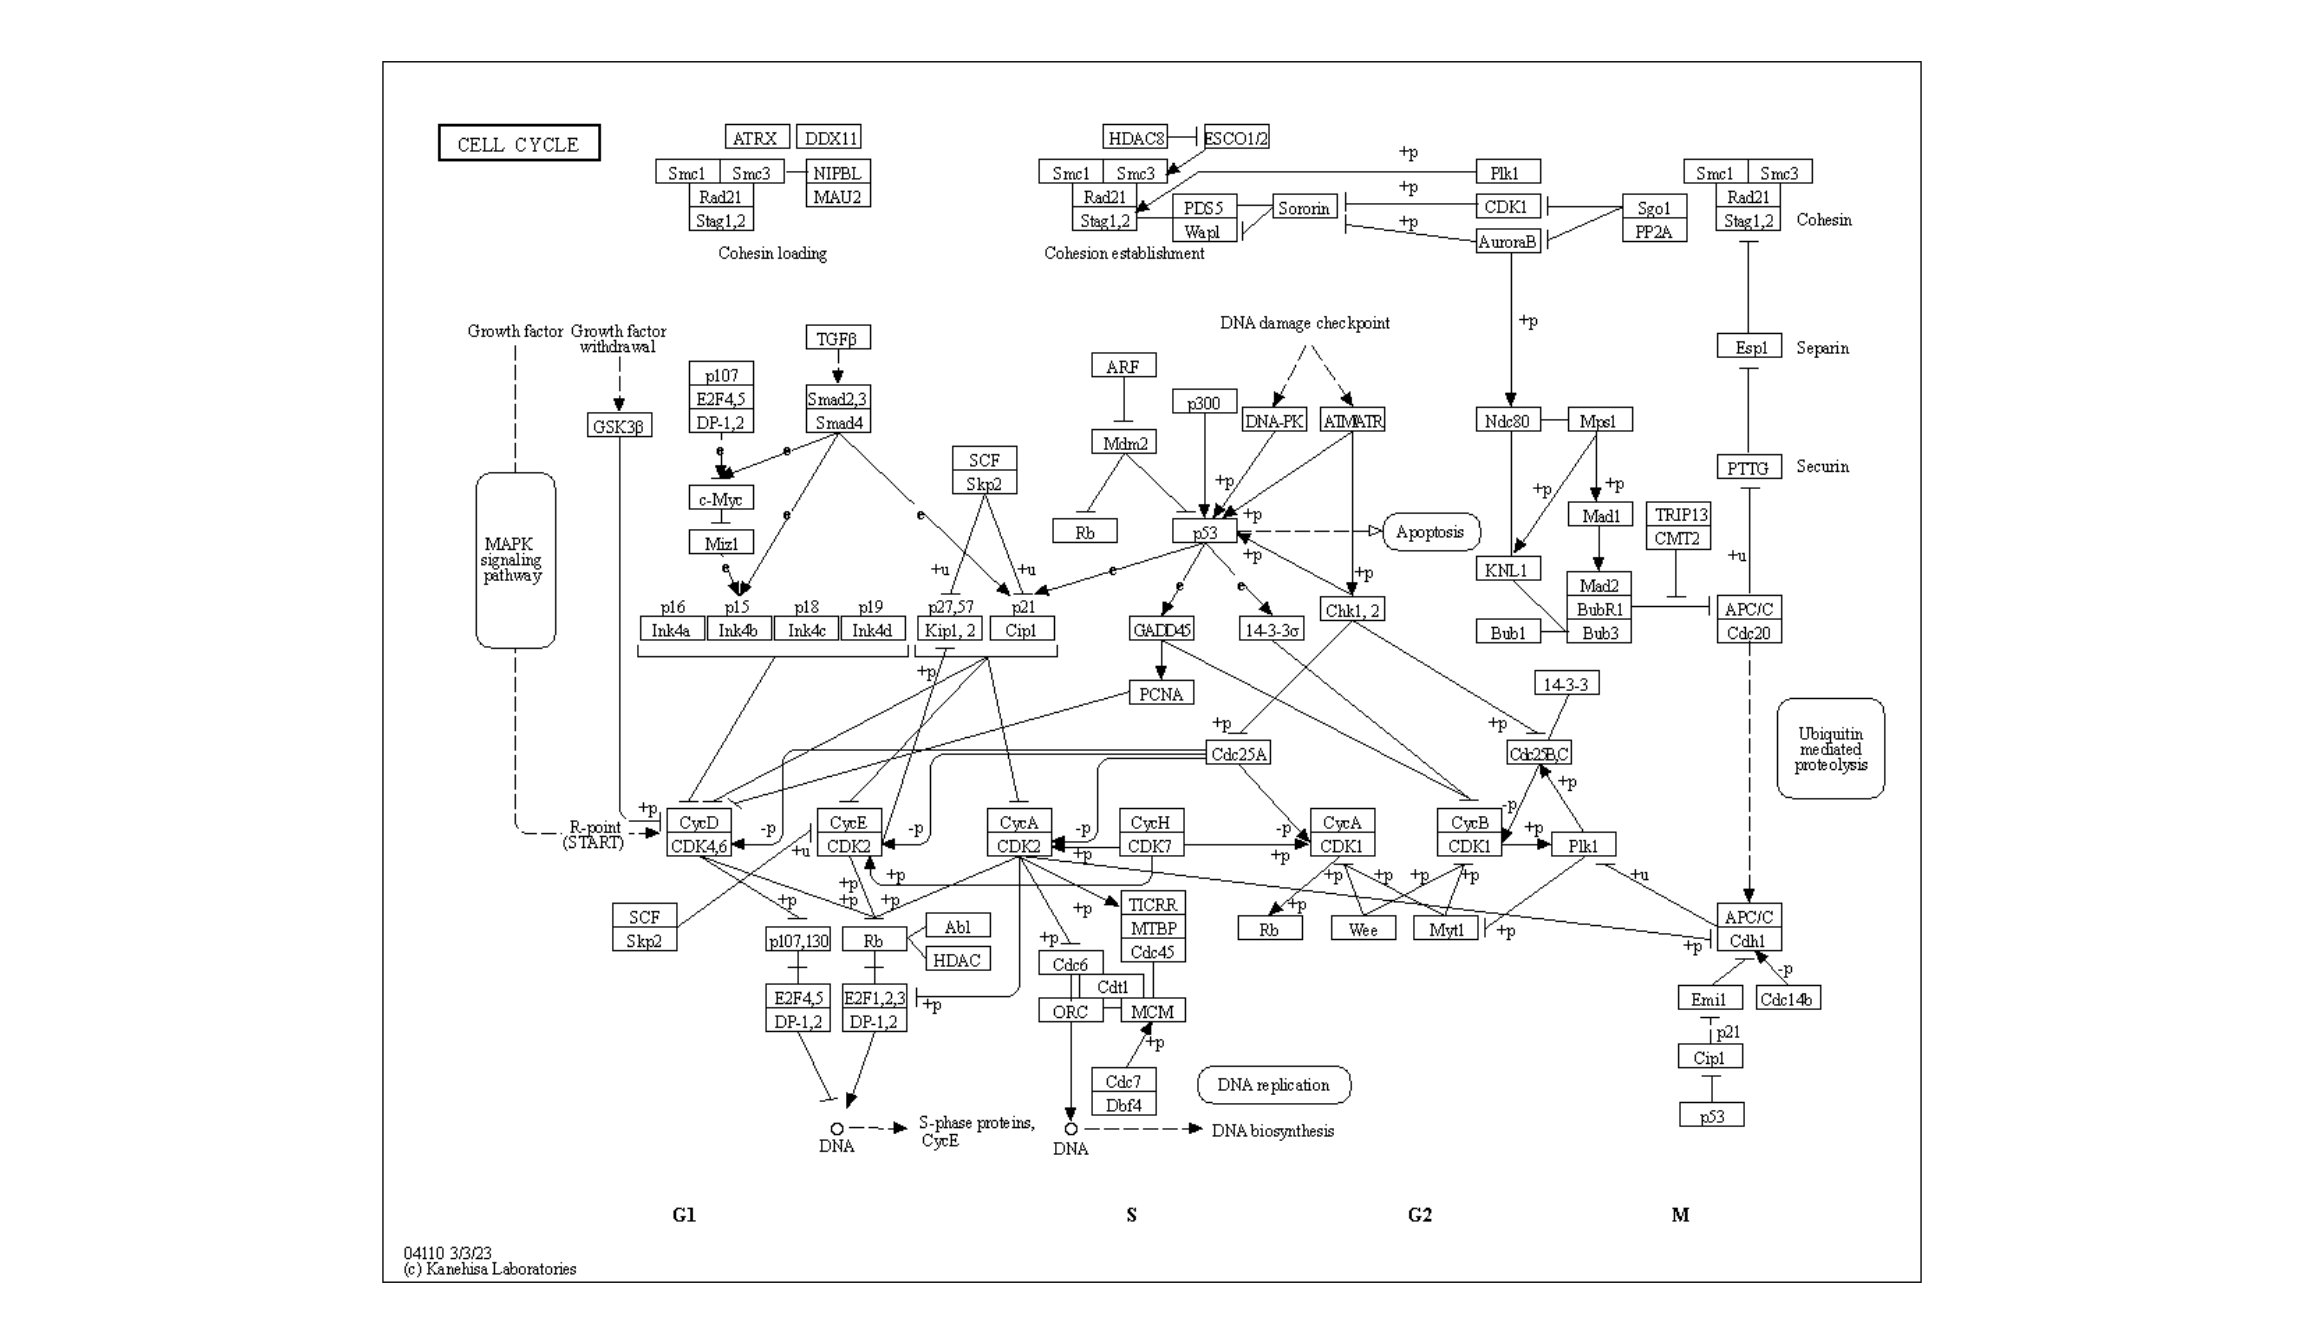 CELL CYCLE
ATRX
DDX11
Smc1
Smc3
NIPBL
Rad21
MAU2
Stag1,2
Cohesin loading
HDAC8
ESCO1/2
Smc1
Smc3
Rad21
Stag1,2
PDS5
Wapl
Sororin
Cohesion establishment
+p
Plk1
+p
CDK1
+p
AuroraB
Sgo1
PP2A
Smc1
Smc3
Rad21
Stag1,2
Cohesin
+p
Growth factor
Growth factor
withdrawal
TGFβ
GSK3β
p107
E2F4,5
DP-1,2
Smad2,3
Smad4
e
e
e
e
c-Myc
Miz1
e
SCF
Skp2
+u
+u
MAPK
signaling
pathway
DNA damage checkpoint
ARF
p300
DNA-PK
ATM/ATR
Mdm2
Rb
+p
+p
p53
+p
Apoptosis
+p
e
e
e
Ndc80
Mps1
+p
+p
Mad1
TRIP13
CMT2
KNL1
Mad2
BubR1
Bub3
Bub1
Esp1
Separin
PTTG
Securin
+u
APC/C
Cdc20
p16
p15
p18
p19
Ink4a
Ink4b
Ink4c
Ink4d
p27,57
p21
Kip1, 2
Cip1
GADD45
14-3-3σ
Chk1, 2
PCNA
14-3-3
+p
+p
+p
Cdc25A
Cdc25B,C
+p
Ubiquitin
mediated
proteolysis
+p
R-point
(START)
CycD
CDK4,6
-p
+u
CycE
CDK2
-p
CycA
CDK2
-p
+p
CycH
CDK7
-p
+p
CycA
CDK1
CycB
CDK1
-p
+p
Plk1
+p
+p
+p
+p
+p
+p
+p
+p
+p
+u
SCF
Skp2
p107,130
Rb
Abl
HDAC
+p
+p
TICRR
MTBP
Cdc45
+p
Rb
Wee
Myt1
+p
+p
APC/C
Cdh1
E2F4,5
DP-1,2
E2F1,2,3
DP-1,2
+p
Cdc6
Cdt1
ORC
MCM
+p
Cdc7
Dbf4
-p
Emi1
Cdc14b
p21
Cip1
p53
DNA replication
DNA
S-phase proteins,
CycE
DNA
DNA biosynthesis
G1
S
G2
M
04110 3/3/23
(c) Kanehisa Laboratories